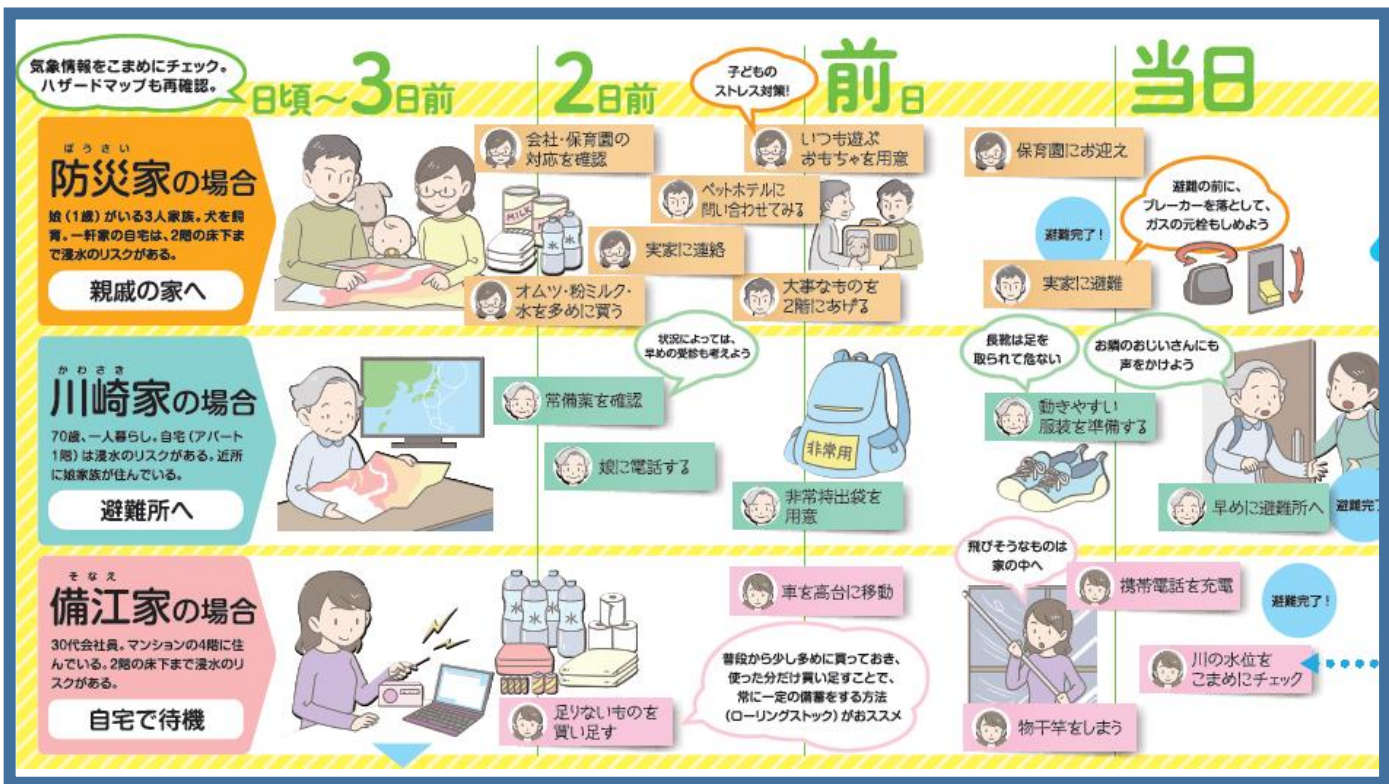 気象情報をこまめにチェック。
ハザードマップも再確認。
日頃～3日前
2日前
前日
当日
ぼうさい
防災家の場合
娘（1歳）がいる3人家族。犬を飼
育。一軒家の自宅は、2階の床下ま
で浸水のリスクがある。
親戚の家へ
会社・保育園の
対応を確認
MILK
水
水
実家に連絡
オムツ・粉ミルク・
水を多めに買う
子どもの
ストレス対策!
いつも遊ぶ
おもちゃを用意
ペットホテルに
問い合わせてみる
大事なものを
2階にあげる
保育園にお迎え
避難の前に、
ブレーカーを落として、
ガスの元栓もしめよう
避難完了！
実家に避難
かわさき
川崎家の場合
70歳、一人暮らし。自宅（アパート
1階）は浸水のリスクがある。近所
に娘家族が住んでいる。
避難所へ
状況によっては、
早めの受診も考えよう
常備薬を確認
娘に電話する
非常用
非常持出袋を
用意
長靴は足を
取られて危ない
動きやすい
服装を準備する
お隣のおじいさんにも
声をかけよう
早めに避難所へ
避難完了
そなえ
備江家の場合
30代会社員。マンションの4階に住
んでいる。2階の床下まで浸水のリ
スクがある。
自宅で待機
水
水
足りないものを
買い足す
車を高台に移動
普段から少し多めに買っておき、
使った分だけ買い足すことで、
常に一定の備蓄をする方法
（ローリングストック）がおススメ
飛びそうなものは
家の中へ
物干竿をしまう
携帯電話を充電
避難完了！
川の水位を
こまめにチェック